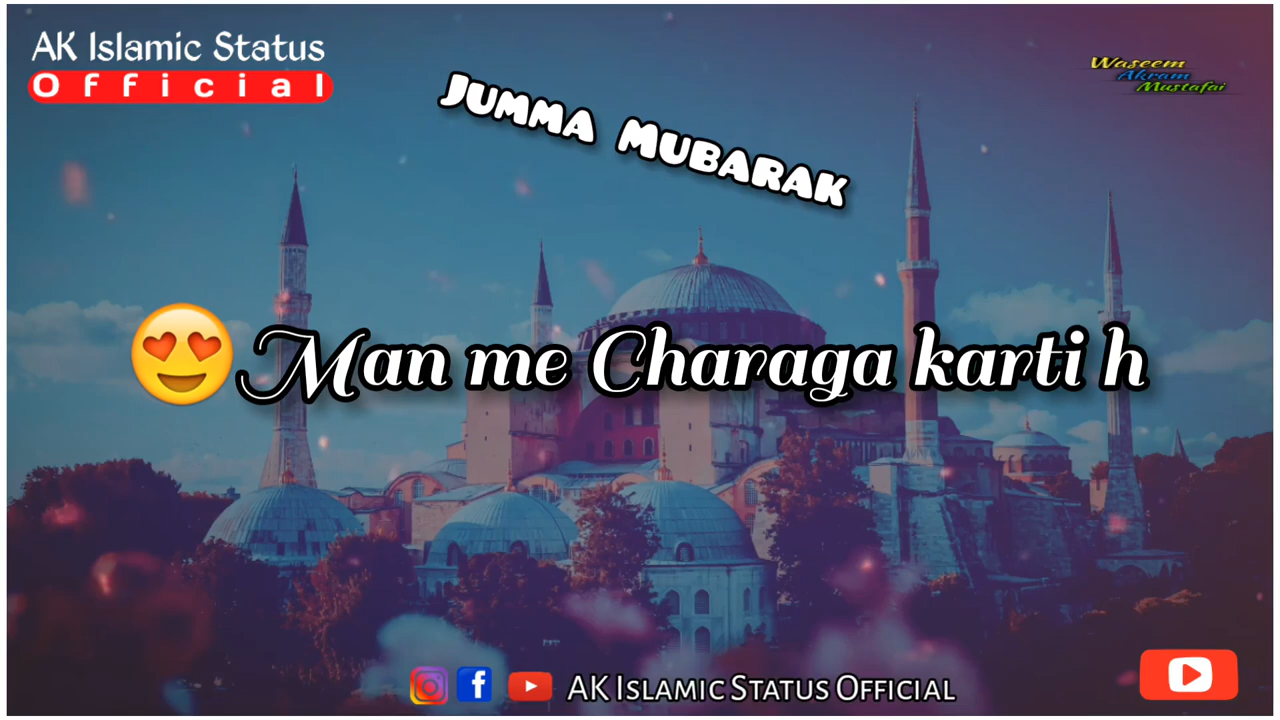 AK Islamic Status
Official
Waseem
Akram
Mustafai
Jumma Mubarak
😍Man me Charaga karti h
AK Islamic Status Official